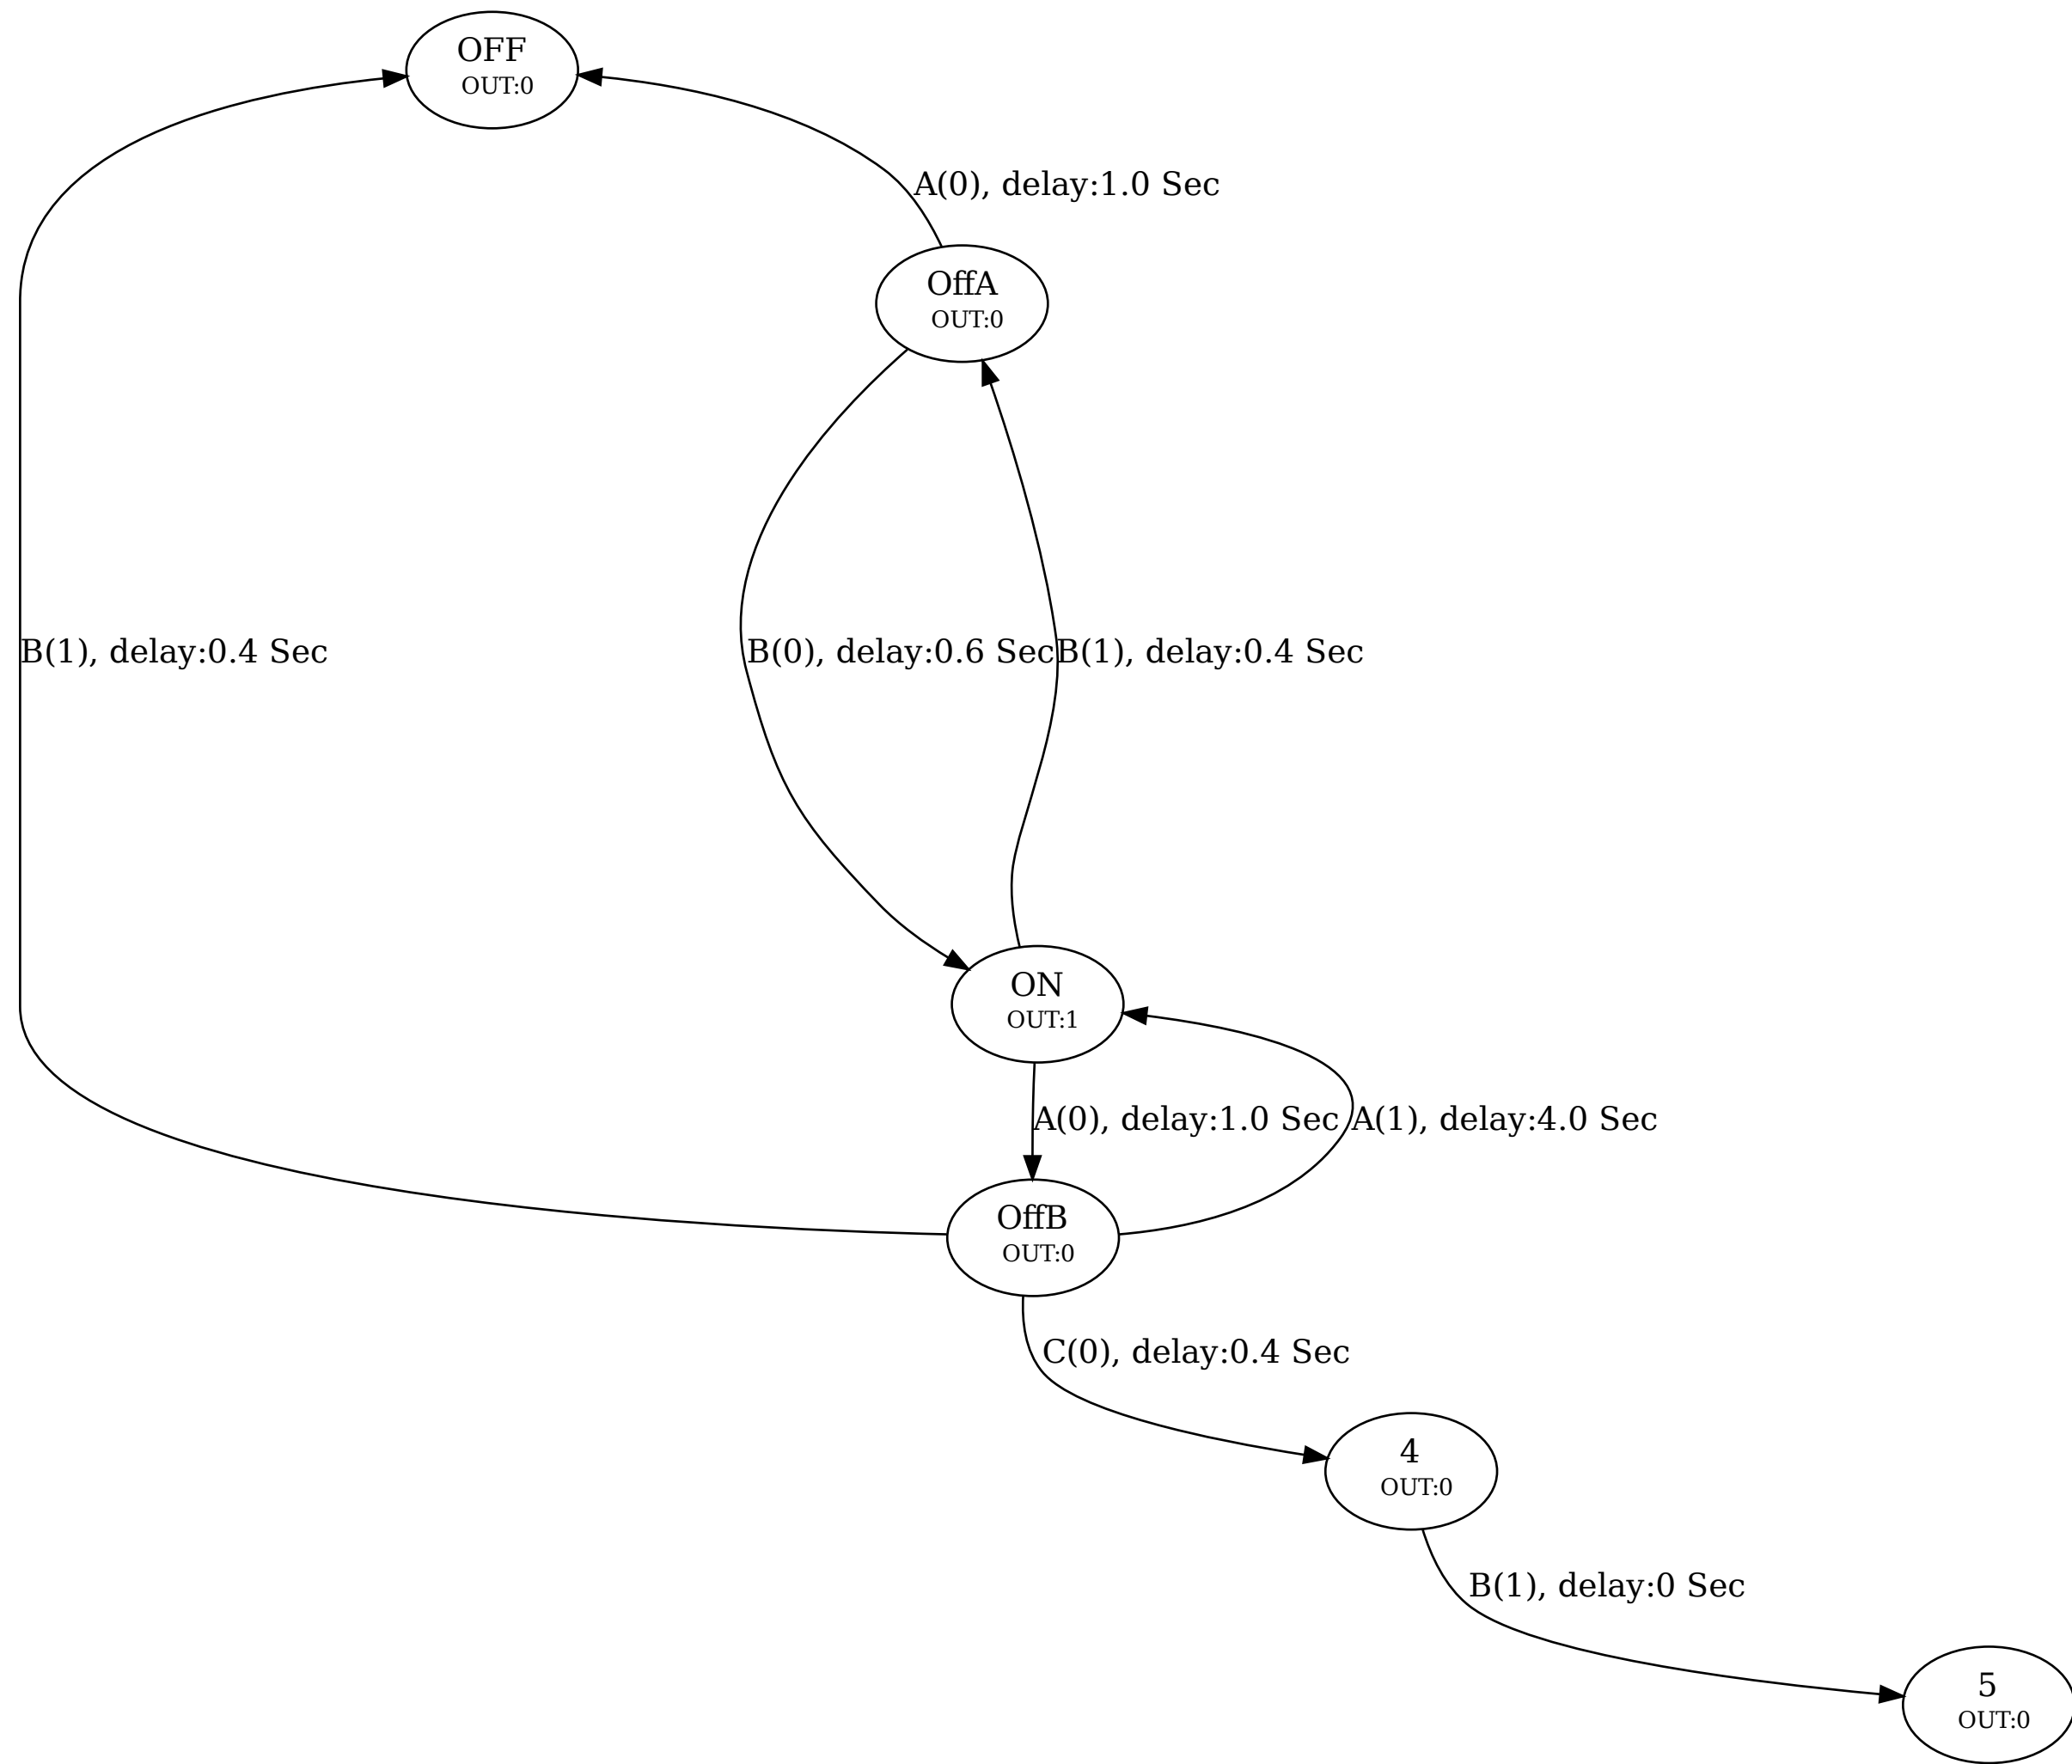 OFF
OUT:0
A(0), delay:1.0 Sec
OffA
OUT:0
B(1), delay:0.4 Sec
B(0), delay:0.6 Sec
B(1), delay:0.4 Sec
ON
OUT:1
A(0), delay:1.0 Sec
A(1), delay:4.0 Sec
OffB
OUT:0
C(0), delay:0.4 Sec
4
OUT:0
B(1), delay:0 Sec
5
OUT:0